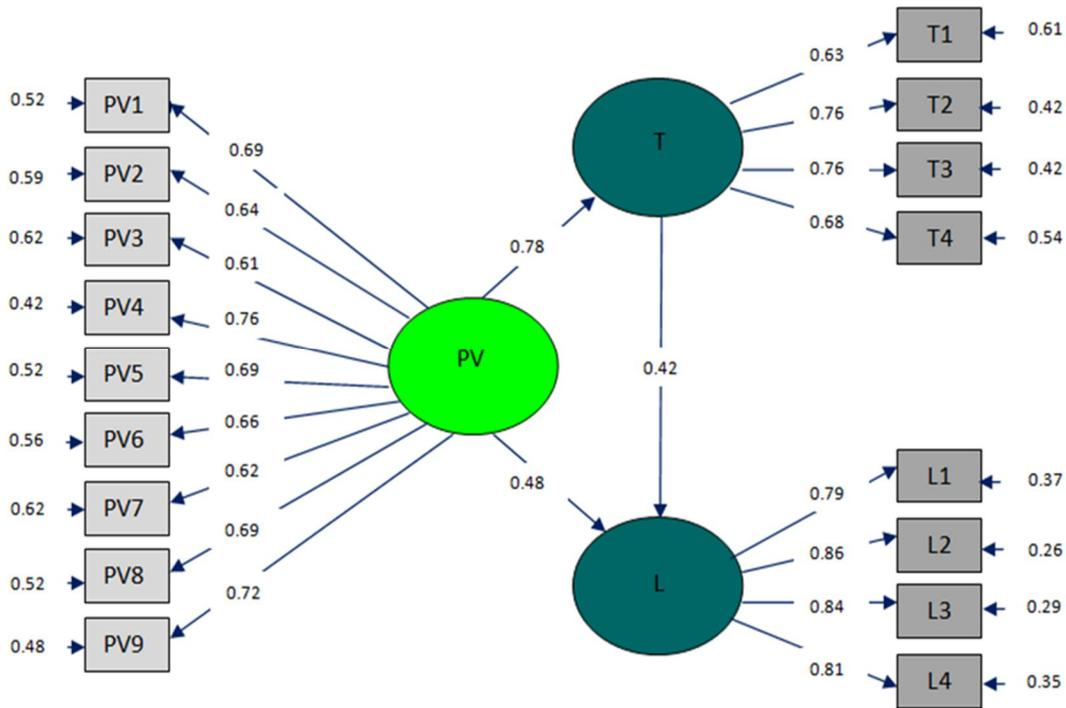 0.52 PV1
0.59 PV2
0.62 PV3
0.42 PV4
0.52 PV5
0.56 PV6
0.62 PV7
0.52 PV8
0.48 PV9
0.69
0.64
0.61
0.76
0.69
0.66
0.62
0.69
0.72
PV
0.78
0.48
T
0.42
L
0.63 T1 0.61
0.76 T2 0.42
0.76 T3 0.42
0.68 T4 0.54
0.79 L1 0.37
0.86 L2 0.26
0.84 L3 0.29
0.81 L4 0.35